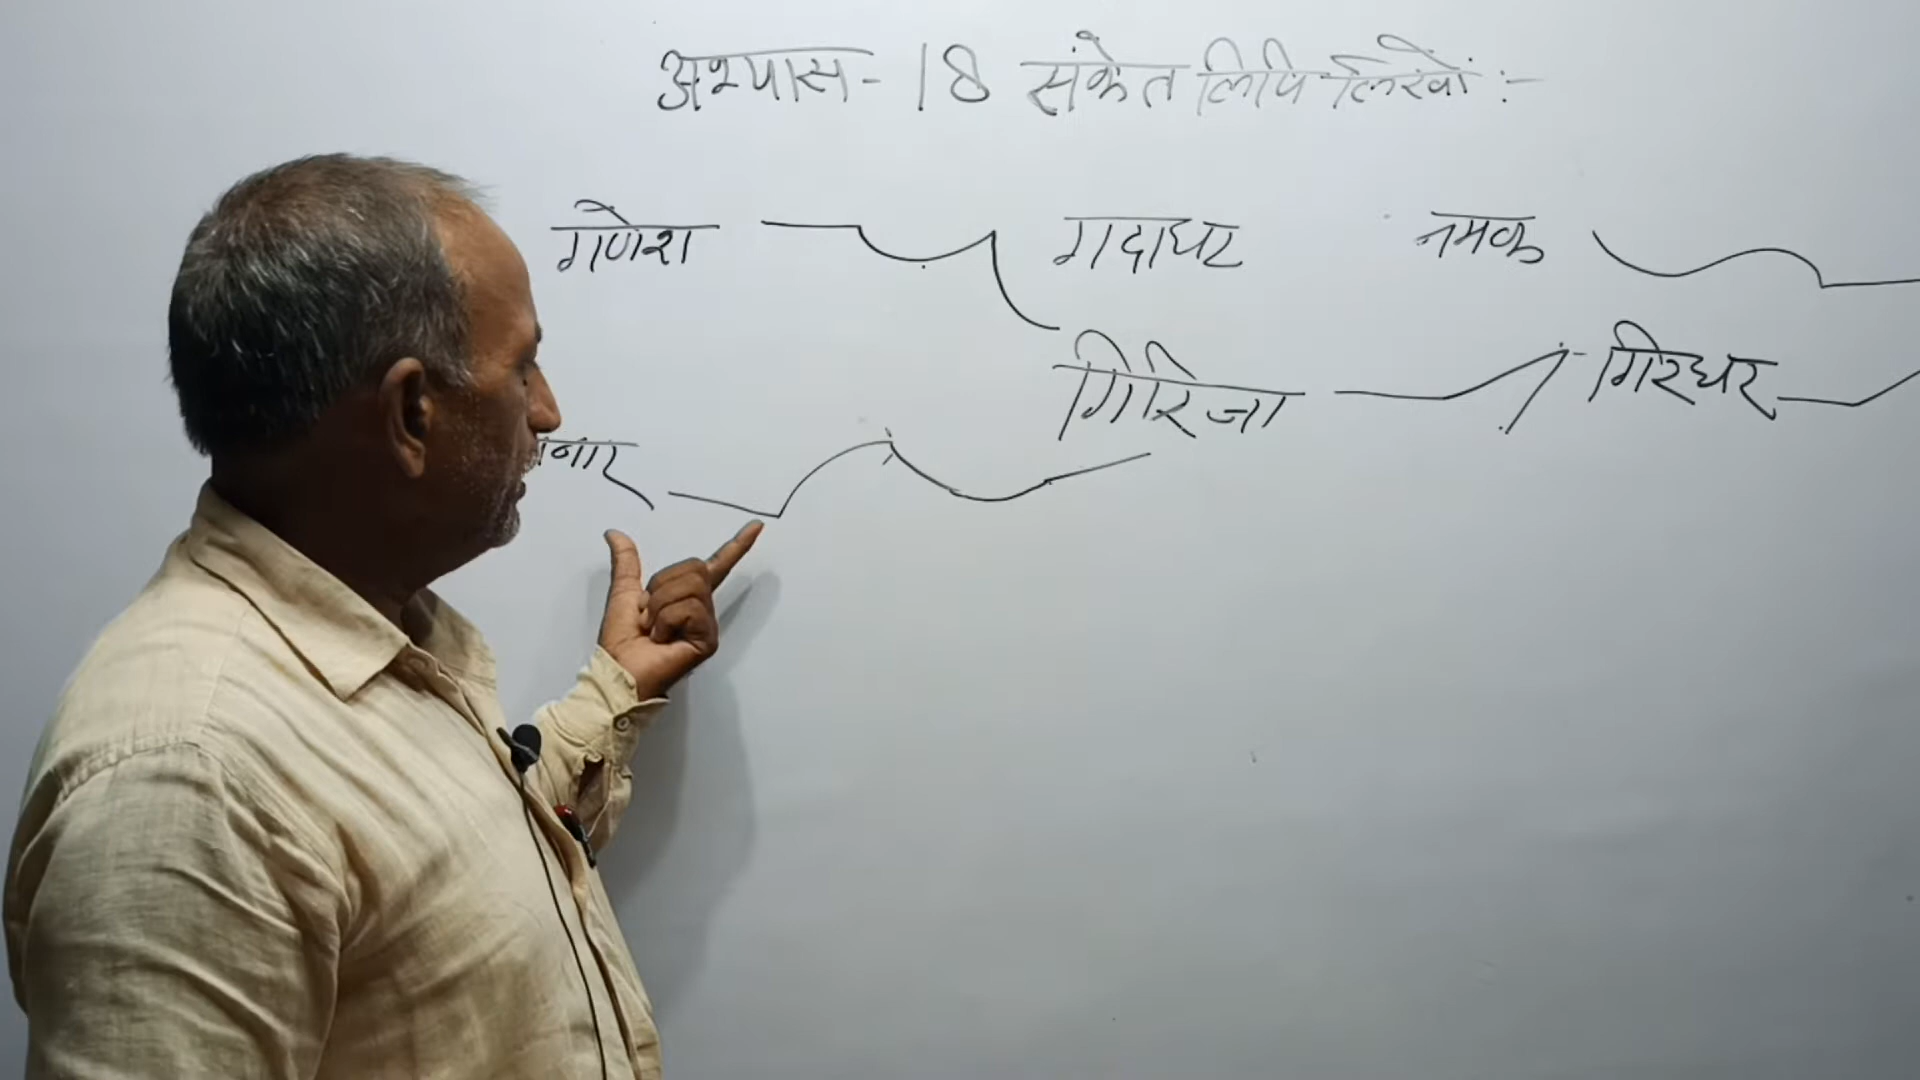 अभ्यास - 18 संकेत लिपि लिखों :-
गणेश गदाधर नमक
गिरिजा गिरधर